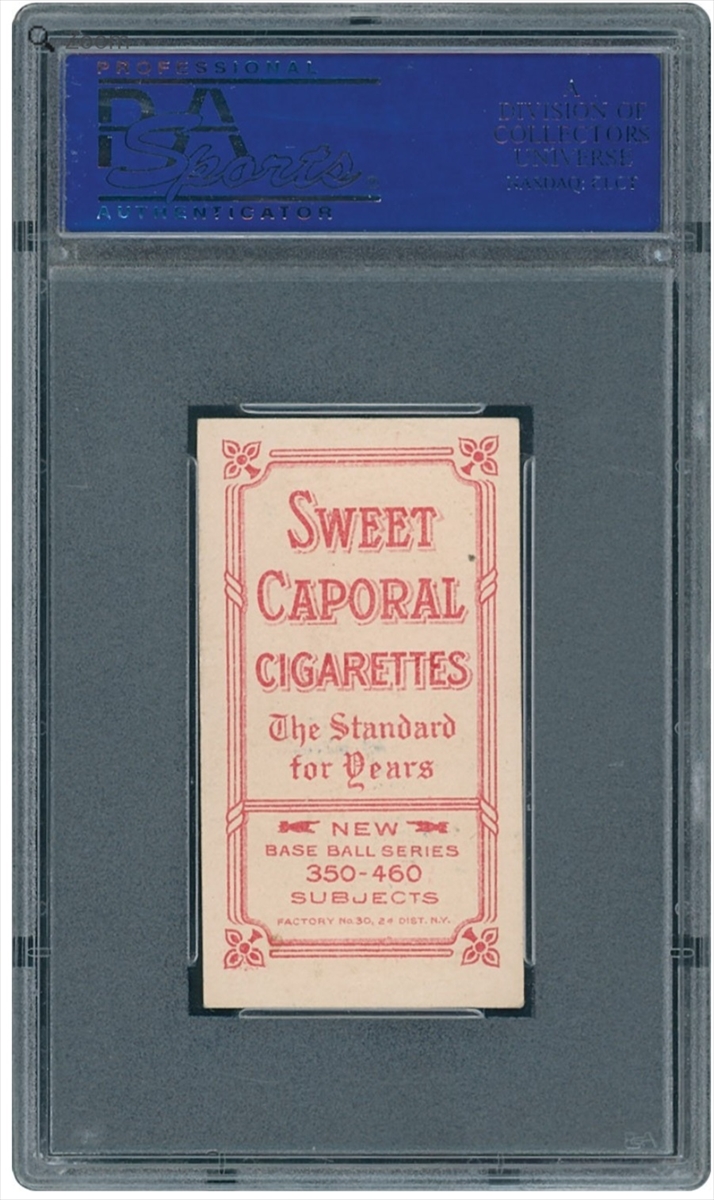 Zoom
PROFESSIONAL
PSA
Sports
AUTHENTICATOR
A
DIVISION OF
COLLECTORS
UNIVERSE
NASDAQ: CLCT
SWEET
CAPORAL
CIGARETTES
The Standard
for Years
NEW
BASE BALL SERIES
350-460
SUBJECTS
FACTORY No. 30, 2d DIST. N.Y.
PSA